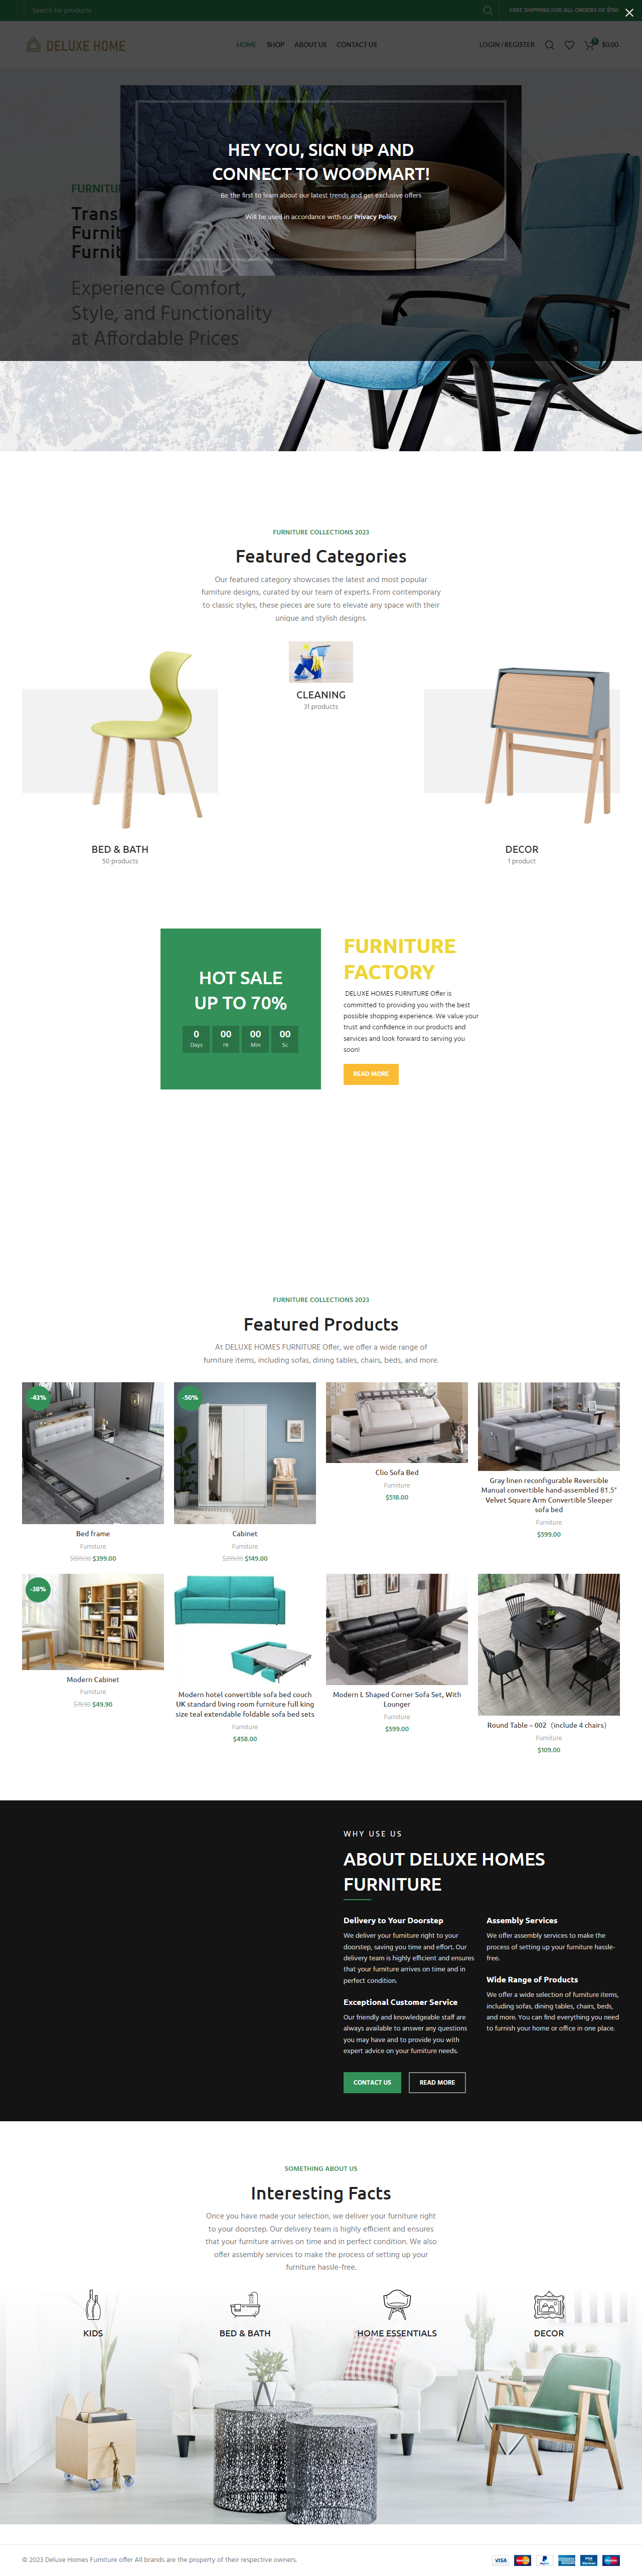 Search for products
FREE SHIPPING FOR ALL ORDERS OF $150
DELUXE HOME
HOME SHOP ABOUT US CONTACT US
LOGIN / REGISTER
0
$0.00
HEY YOU, SIGN UP AND
CONNECT TO WOODMART!
Be the first to learn about our latest trends and get exclusive offers
Will be used in accordance with our Privacy Policy
Experience Comfort,
Style, and Functionality
at Affordable Prices
FURNITURE COLLECTIONS 2023
Featured Categories
Our featured category showcases the latest and most popular
furniture designs, curated by our team of experts. From contemporary
to classic styles, these pieces are sure to elevate any space with their
unique and stylish designs.
BED & BATH
50 products
CLEANING
31 products
DECOR
1 product
HOT SALE
UP TO 70%
0 00 00 00
Days Hr Min Sc
FURNITURE
FACTORY
DELUXE HOMES FURNITURE Offer is
committed to providing you with the best
possible shopping experience. We value your
trust and confidence in our products and
services and look forward to serving you
soon!
READ MORE
FURNITURE COLLECTIONS 2023
Featured Products
At DELUXE HOMES FURNITURE Offer, we offer a wide range of
furniture items, including sofas, dining tables, chairs, beds, and more.
-43%
Bed frame
Furniture
$699.00 $399.00
-50%
Cabinet
Furniture
$299.00 $149.00
Clio Sofa Bed
Furniture
$518.00
Gray linen reconfigurable Reversible
Manual convertible hand-assembled 81.5"
Velvet Square Arm Convertible Sleeper
sofa bed
Furniture
$599.00
-38%
Modern Cabinet
Furniture
$79.90 $49.90
Modern hotel convertible sofa bed couch
UK standard living room furniture full king
size teal extendable foldable sofa bed sets
Furniture
$458.00
Modern L Shaped Corner Sofa Set, With
Lounger
Furniture
$599.00
Round Table – 002（include 4 chairs）
Furniture
$109.00
WHY USE US
ABOUT DELUXE HOMES
FURNITURE
Delivery to Your Doorstep
We deliver your furniture right to your
doorstep, saving you time and effort. Our
delivery team is highly efficient and ensures
that your furniture arrives on time and in
perfect condition.
Assembly Services
We offer assembly services to make the
process of setting up your furniture hassle-
free.
Exceptional Customer Service
Our friendly and knowledgeable staff are
always available to answer any questions
you may have and to provide you with
expert advice on your furniture needs.
Wide Range of Products
We offer a wide selection of furniture items,
including sofas, dining tables, chairs, beds,
and more. You can find everything you need
to furnish your home or office in one place.
CONTACT US
READ MORE
SOMETHING ABOUT US
Interesting Facts
Once you have made your selection, we deliver your furniture right
to your doorstep. Our delivery team is highly efficient and ensures
that your furniture arrives on time and in perfect condition. We also
offer assembly services to make the process of setting up your
furniture hassle-free.
KIDS
BED & BATH
HOME ESSENTIALS
DECOR
© 2023 Deluxe Homes Furniture offer All brands are the property of their respective owners.
VISA
PayPal
VISA